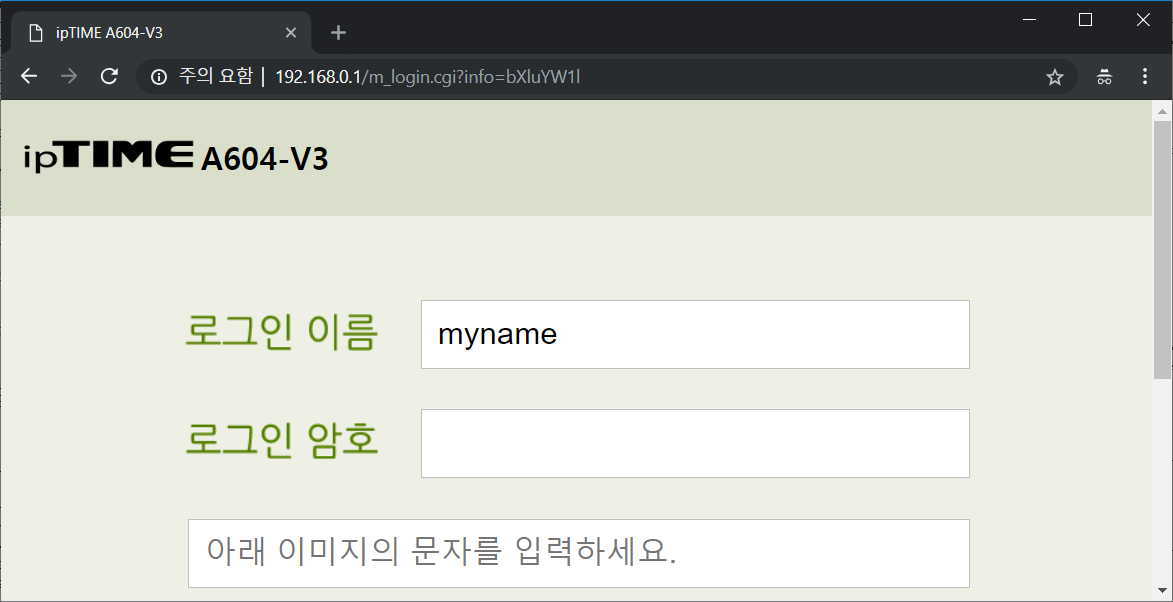 ipTIME A604-V3
주의 요함 | 192.168.0.1/m_login.cgi?info=bXluYW1l
ipTIME A604-V3
로그인 이름 myname
로그인 암호
아래 이미지의 문자를 입력하세요.